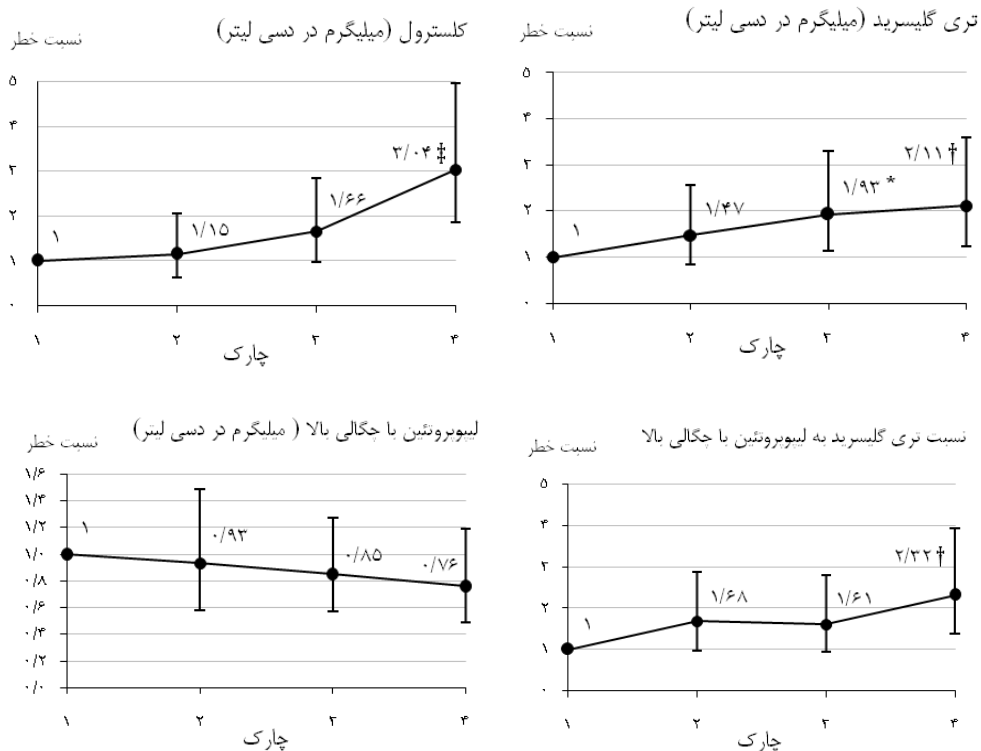 کلسترول (میلیگرم در دسی لیتر)
نسبت خطر
۵
۴
۳
۲
۱
۰
۱
۱/۱۵
۱/۶۶
۳/۰۴ ‡
۱ ۲ ۳ ۴
چارک
تری گلیسرید (میلیگرم در دسی لیتر)
نسبت خطر
۵
۴
۳
۲
۱
۰
۱
۱/۴۷
۱/۹۳ *
۲/۱۱ †
۱ ۲ ۳ ۴
چارک
لیپوپروتئین با چگالی بالا ( میلیگرم در دسی لیتر)
نسبت خطر
۱/۶
۱/۴
۱/۲
۱/۰
۰/۸
۰/۶
۰/۴
۰/۲
۰/۰
۱
۰/۹۳
۰/۸۵
۰/۷۶
۱ ۲ ۳ ۴
چارک
نسبت تری گلیسرید به لیپوپروتئین با چگالی بالا
نسبت خطر
۵
۴
۳
۲
۱
۰
۱
۱/۶۸
۱/۶۱
۲/۳۲ †
۱ ۲ ۳ ۴
چارک